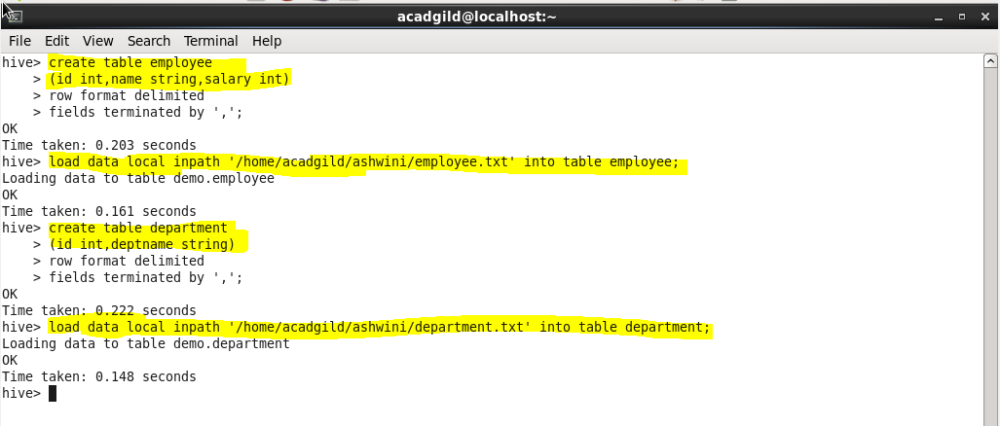 acadgild@localhost:~
File Edit View Search Terminal Help
hive> create table employee
    > (id int,name string,salary int)
    > row format delimited
    > fields terminated by ',';
OK
Time taken: 0.203 seconds
hive> load data local inpath '/home/acadgild/ashwini/employee.txt' into table employee;
Loading data to table demo.employee
OK
Time taken: 0.161 seconds
hive> create table department
    > (id int,deptname string)
    > row format delimited
    > fields terminated by ',';
OK
Time taken: 0.222 seconds
hive> load data local inpath '/home/acadgild/ashwini/department.txt' into table department;
Loading data to table demo.department
OK
Time taken: 0.148 seconds
hive>